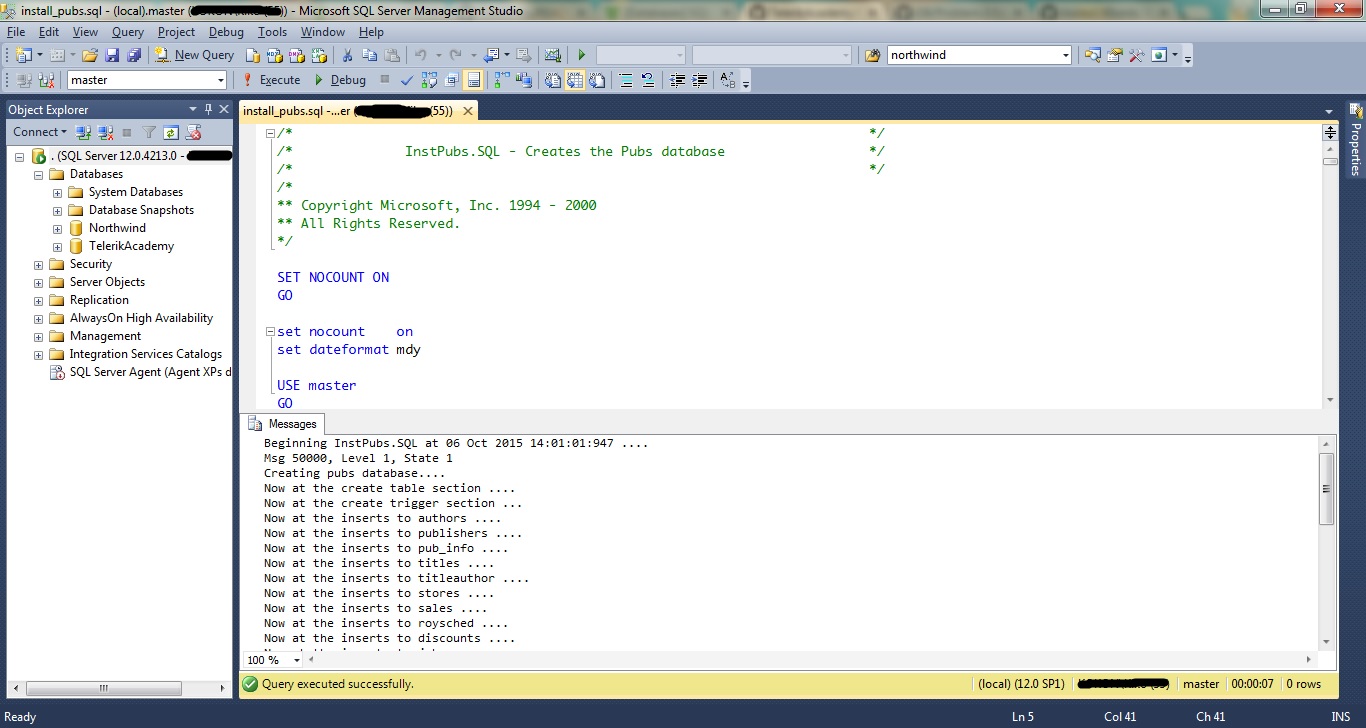 install_pubs.sql - (local).master ( (55)) - Microsoft SQL Server Management Studio
File Edit View Query Project Debug Tools Window Help
New Query northwind
master Execute Debug
Object Explorer
Connect
. (SQL Server 12.0.4213.0 -
Databases
System Databases
Database Snapshots
Northwind
TelerikAcademy
Security
Server Objects
Replication
AlwaysOn High Availability
Management
Integration Services Catalogs
SQL Server Agent (Agent XPs d
install_pubs.sql -...er ( (55))
Properties
/* */
/* InstPubs.SQL - Creates the Pubs database */
/* */
/*
** Copyright Microsoft, Inc. 1994 - 2000
** All Rights Reserved.
*/
SET NOCOUNT ON
GO
set nocount on
set dateformat mdy
USE master
GO
Messages
Beginning InstPubs.SQL at 06 Oct 2015 14:01:01:947 ....
Msg 50000, Level 1, State 1
Creating pubs database....
Now at the create table section ....
Now at the create trigger section ...
Now at the inserts to authors ....
Now at the inserts to publishers ....
Now at the inserts to pub_info ....
Now at the inserts to titles ....
Now at the inserts to titleauthor ....
Now at the inserts to stores ....
Now at the inserts to sales ....
Now at the inserts to roysched ....
Now at the inserts to discounts ....
100 %
Query executed successfully. (local) (12.0 SP1) master 00:00:07 0 rows
Ready Ln 5 Col 41 Ch 41 INS